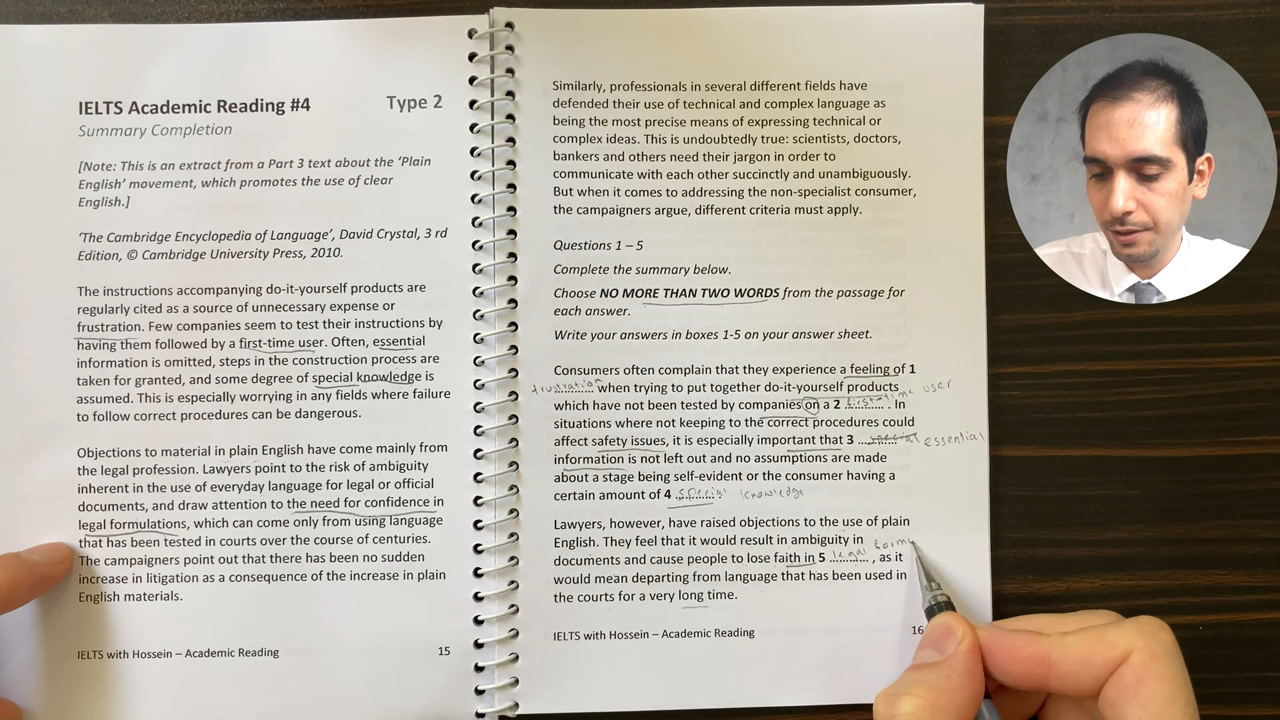 IELTS Academic Reading #4 Type 2
Summary Completion
[Note: This is an extract from a Part 3 text about the 'Plain
English' movement, which promotes the use of clear
English.]
'The Cambridge Encyclopedia of Language', David Crystal, 3 rd
Edition, © Cambridge University Press, 2010.
The instructions accompanying do-it-yourself products are
regularly cited as a source of unnecessary expense or
frustration. Few companies seem to test their instructions by
having them followed by a first-time user. Often, essential
information is omitted, steps in the construction process are
taken for granted, and some degree of special knowledge is
assumed. This is especially worrying in any fields where failure
to follow correct procedures can be dangerous.
Objections to material in plain English have come mainly from
the legal profession. Lawyers point to the risk of ambiguity
inherent in the use of everyday language for legal or official
documents, and draw attention to the need for confidence in
legal formulations, which can come only from using language
that has been tested in courts over the course of centuries.
The campaigners point out that there has been no sudden
increase in litigation as a consequence of the increase in plain
English materials.
IELTS with Hossein – Academic Reading 15
Similarly, professionals in several different fields have
defended their use of technical and complex language as
being the most precise means of expressing technical or
complex ideas. This is undoubtedly true: scientists, doctors,
bankers and others need their jargon in order to
communicate with each other succinctly and unambiguously.
But when it comes to addressing the non-specialist consumer,
the campaigners argue, different criteria must apply.
Questions 1 – 5
Complete the summary below.
Choose NO MORE THAN TWO WORDS from the passage for
each answer.
Write your answers in boxes 1-5 on your answer sheet.
Consumers often complain that they experience a feeling of 1
frustration when trying to put together do-it-yourself products
which have not been tested by companies on a 2 first-time user . In
situations where not keeping to the correct procedures could
affect safety issues, it is especially important that 3 special essential
information is not left out and no assumptions are made
about a stage being self-evident or the consumer having a
certain amount of 4 special knowledge
Lawyers, however, have raised objections to the use of plain
English. They feel that it would result in ambiguity in
documents and cause people to lose faith in 5 legal form , as it
would mean departing from language that has been used in
the courts for a very long time.
IELTS with Hossein – Academic Reading 16